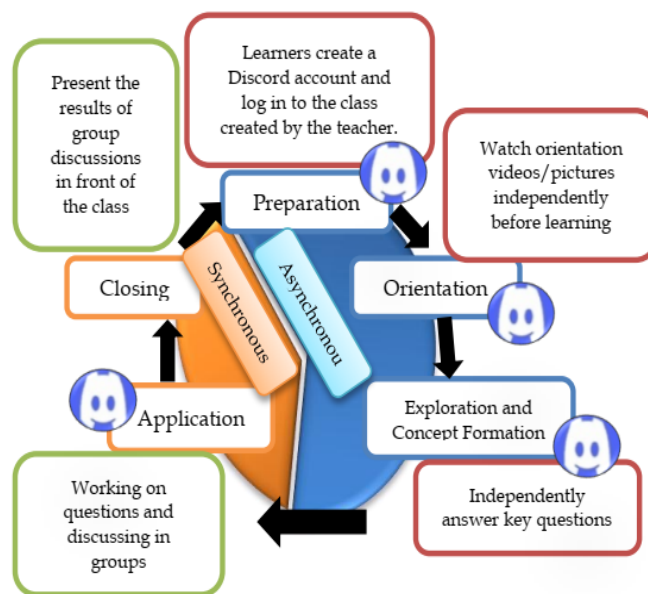 Learners create a
Discord account and
log in to the class
created by the teacher.
Present the
results of
group
discussions
in front of
the class
Watch orientation
videos/pictures
independently
before learning
Preparation
Closing
Synchronous
Asynchronou
Orientation
Application
Exploration and
Concept Formation
Working on
questions and
discussing in
groups
Independently
answer key questions